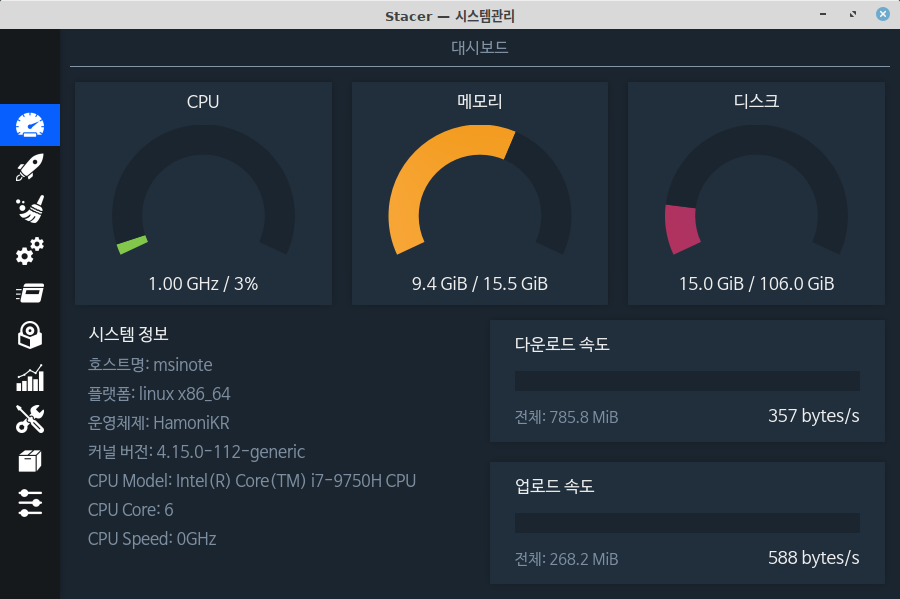 Stacer — 시스템관리
대시보드
CPU
메모리
디스크
1.00 GHz / 3%
9.4 GiB / 15.5 GiB
15.0 GiB / 106.0 GiB
시스템 정보
호스트명: msinote
플랫폼: linux x86_64
운영체제: HamoniKR
커널 버전: 4.15.0-112-generic
CPU Model: Intel(R) Core(TM) i7-9750H CPU
CPU Core: 6
CPU Speed: 0GHz
다운로드 속도
전체: 785.8 MiB
357 bytes/s
업로드 속도
전체: 268.2 MiB
588 bytes/s